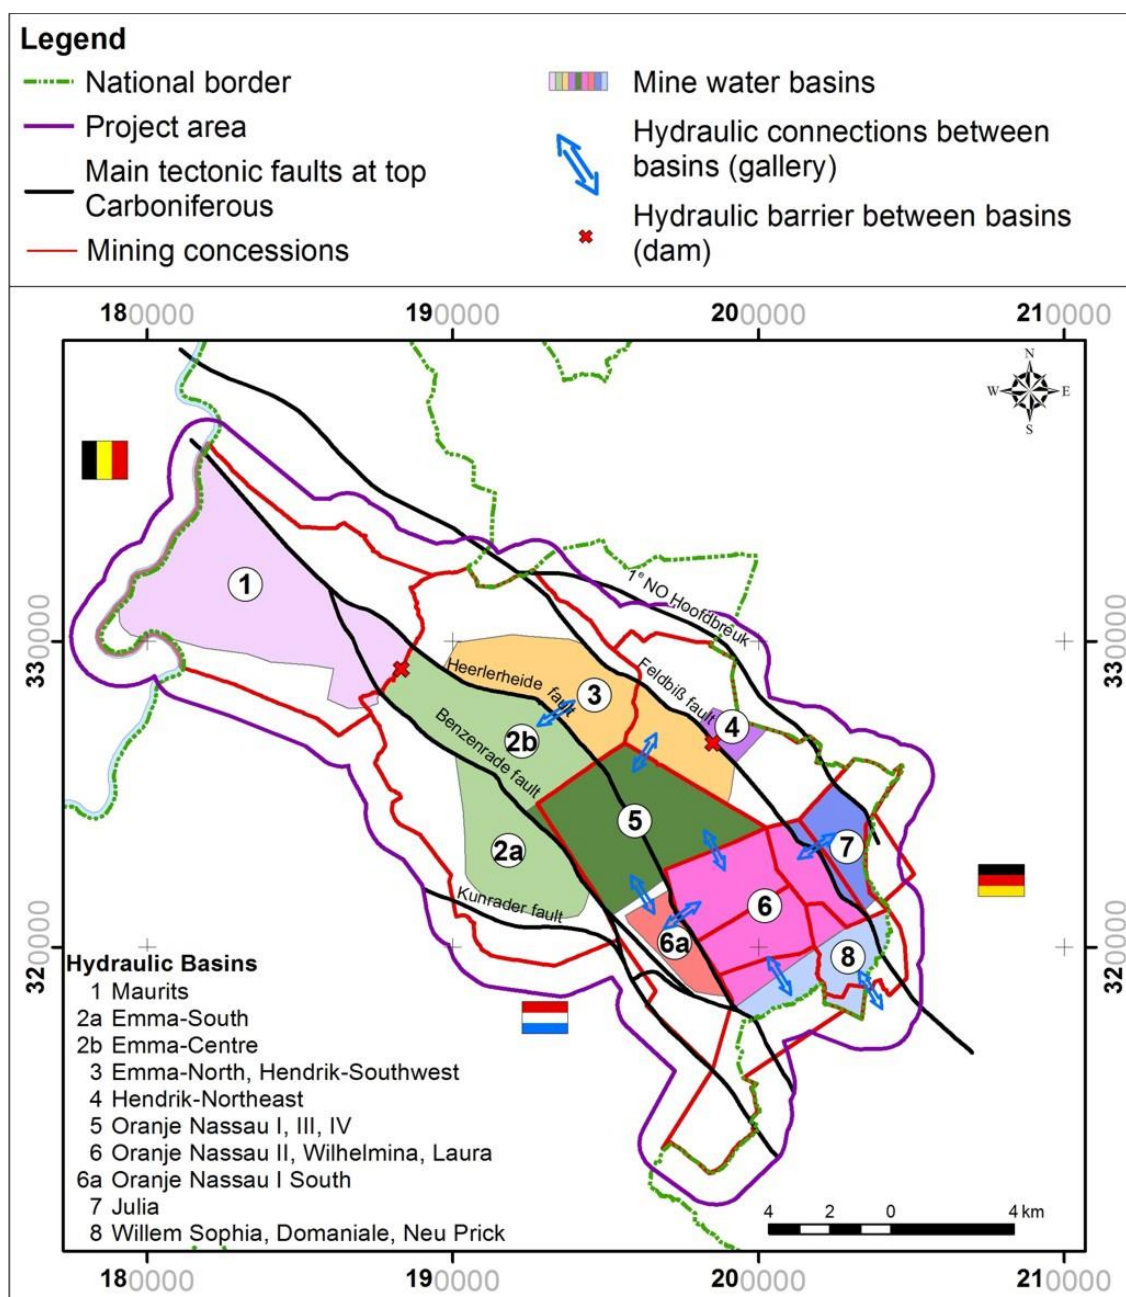 Legend
National border
Project area
Main tectonic faults at top
Carboniferous
Mining concessions
Mine water basins
Hydraulic connections between
basins (gallery)
Hydraulic barrier between basins
(dam)
180000
190000
200000
210000
N
W
E
S
330000
330000
320000
320000
1
1e NO Hoofdbreuk
Heerlerheide fault
3
Feldbiß fault
4
2b
Benzenrade fault
5
2a
7
Kunrader fault
6
6a
8
Hydraulic Basins
1 Maurits
2a Emma-South
2b Emma-Centre
3 Emma-North, Hendrik-Southwest
4 Hendrik-Northeast
5 Oranje Nassau I, III, IV
6 Oranje Nassau II, Wilhelmina, Laura
6a Oranje Nassau I South
7 Julia
8 Willem Sophia, Domaniale, Neu Prick
4 2 0 4 km
180000
190000
200000
210000